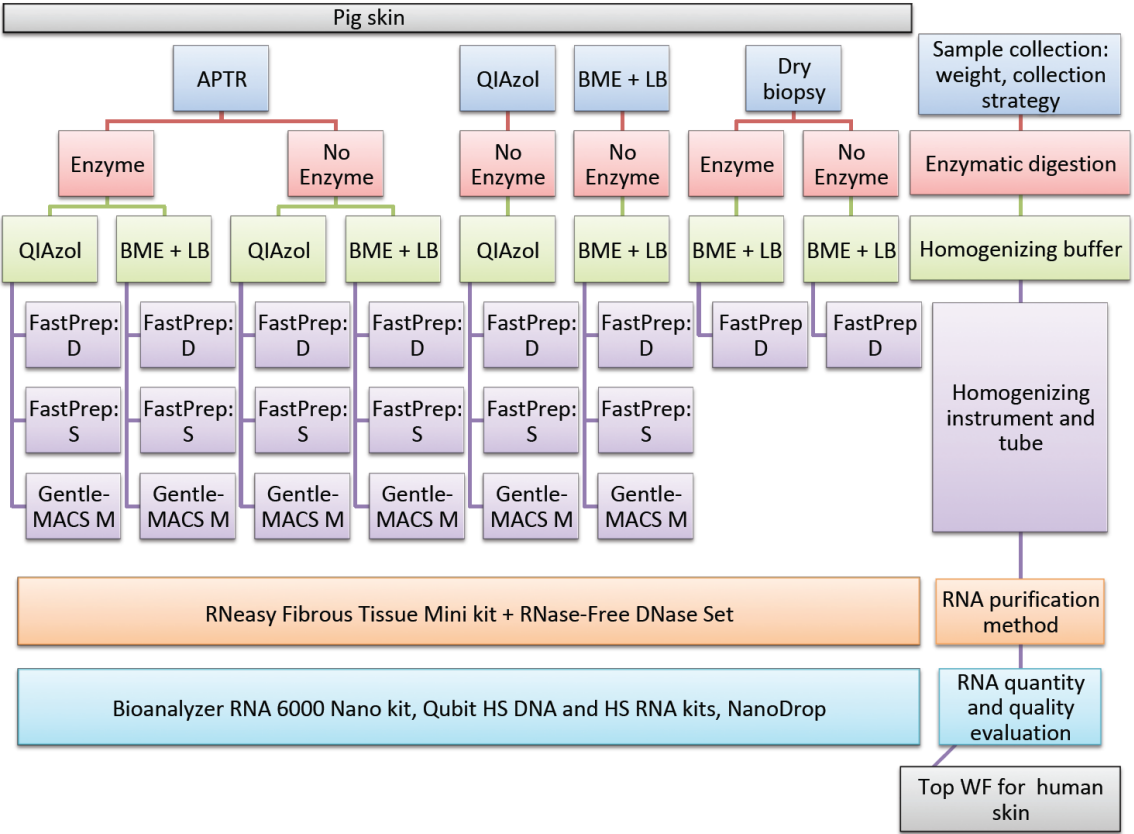 Pig skin
APTR
QIAzol
BME + LB
Dry
biopsy
Sample collection:
weight, collection
strategy
Enzyme
No
Enzyme
No
Enzyme
No
Enzyme
Enzyme
No
Enzyme
Enzymatic digestion
QIAzol
BME + LB
QIAzol
BME + LB
QIAzol
BME + LB
BME + LB
BME + LB
Homogenizing buffer
FastPrep:
D
FastPrep:
D
FastPrep:
D
FastPrep:
D
FastPrep:
D
FastPrep:
D
FastPrep
D
FastPrep
D
Homogenizing
instrument and
tube
FastPrep:
S
FastPrep:
S
FastPrep:
S
FastPrep:
S
FastPrep:
S
FastPrep:
S
Gentle-
MACS M
Gentle-
MACS M
Gentle-
MACS M
Gentle-
MACS M
Gentle-
MACS M
Gentle-
MACS M
RNeasy Fibrous Tissue Mini kit + RNase-Free DNase Set
RNA purification
method
Bioanalyzer RNA 6000 Nano kit, Qubit HS DNA and HS RNA kits, NanoDrop
RNA quantity
and quality
evaluation
Top WF for human
skin